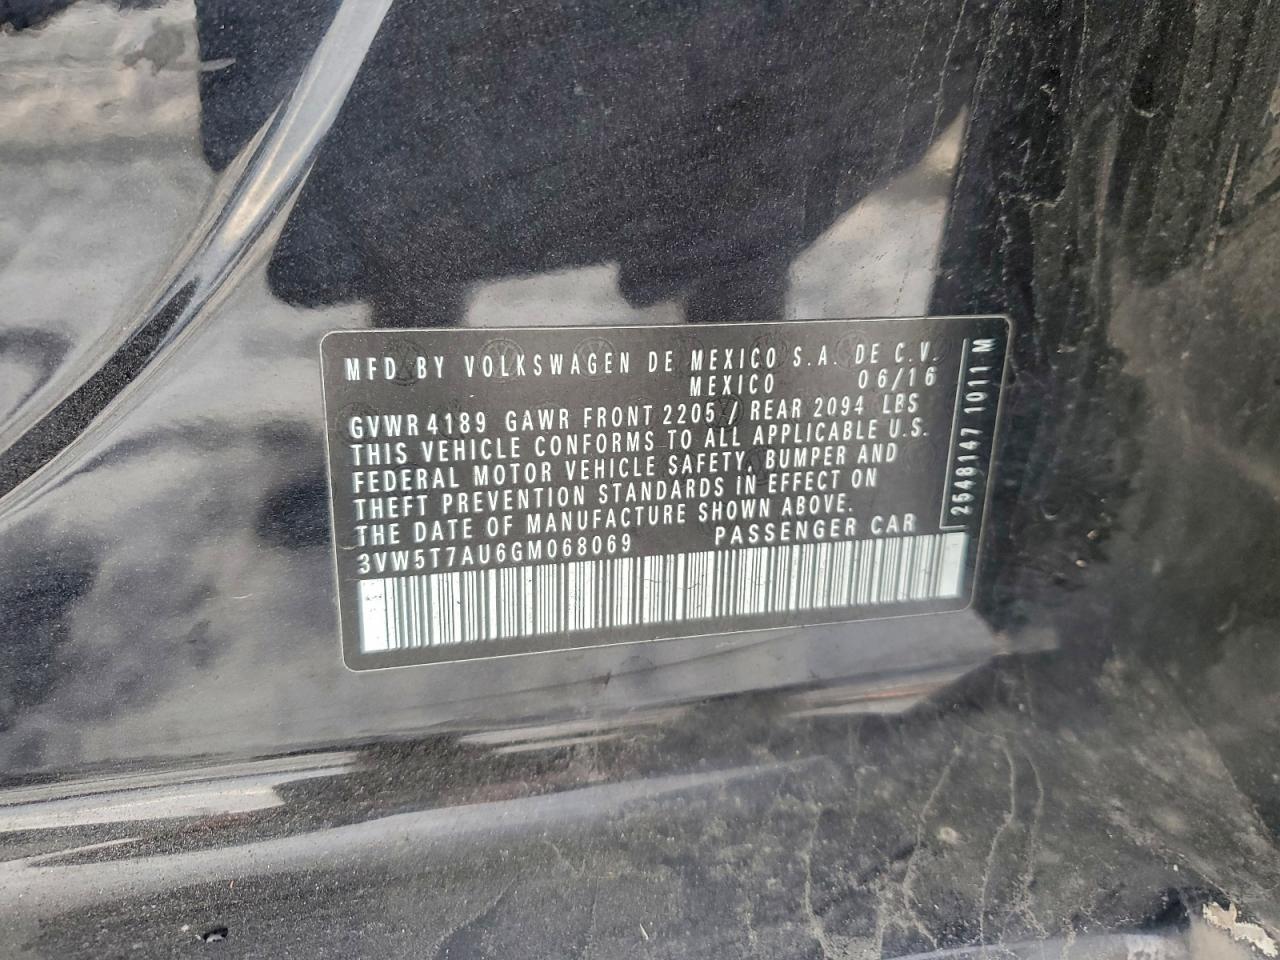 MFD BY VOLKSWAGEN DE MEXICO S.A. DE C.V.
MEXICO 06/16
GVWR 4189 GAWR FRONT 2205 / REAR 2094 LBS
THIS VEHICLE CONFORMS TO ALL APPLICABLE U.S.
FEDERAL MOTOR VEHICLE SAFETY, BUMPER AND
THEFT PREVENTION STANDARDS IN EFFECT ON
THE DATE OF MANUFACTURE SHOWN ABOVE.
3VW5T7AU6GM068069 PASSENGER CAR
2548147 1011 M